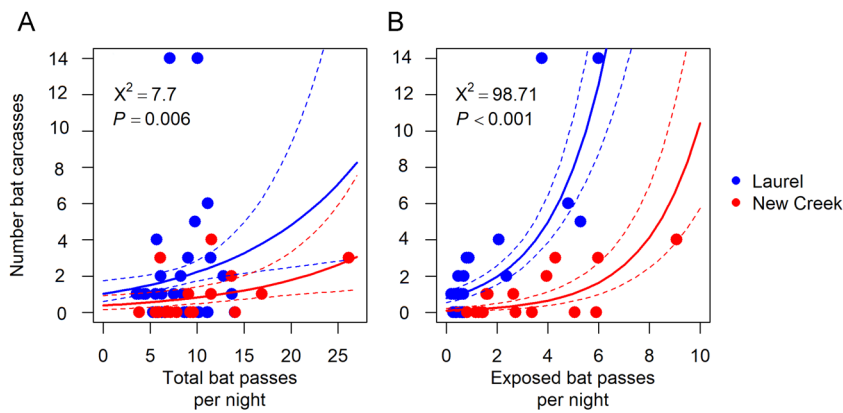 A
B
Number bat carcasses
14
12
10
8
6
4
2
0
X² = 7.7
P = 0.006
0 5 10 15 20 25
Total bat passes
per night
14
12
10
8
6
4
2
0
X² = 98.71
P < 0.001
0 2 4 6 8 10
Exposed bat passes
per night
Laurel
New Creek